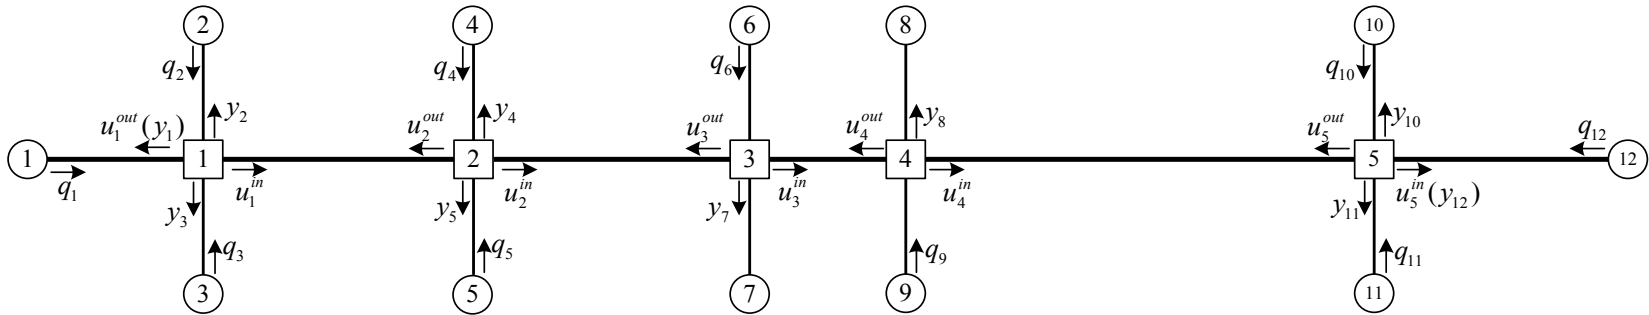 2 4 6 8 10
q₂ q₄ q₆ q₁₀
u₁ᵒᵘᵗ(y₁) y₂ u₂ᵒᵘᵗ y₄ u₃ᵒᵘᵗ u₄ᵒᵘᵗ y₈ u₅ᵒᵘᵗ y₁₀ q₁₂
1 1 2 3 4 5 12
q₁ y₃ u₁ⁱⁿ y₅ u₂ⁱⁿ y₇ u₃ⁱⁿ u₄ⁱⁿ y₁₁ u₅ⁱⁿ(y₁₂)
q₃ q₅ q₉ q₁₁
3 5 7 9 11